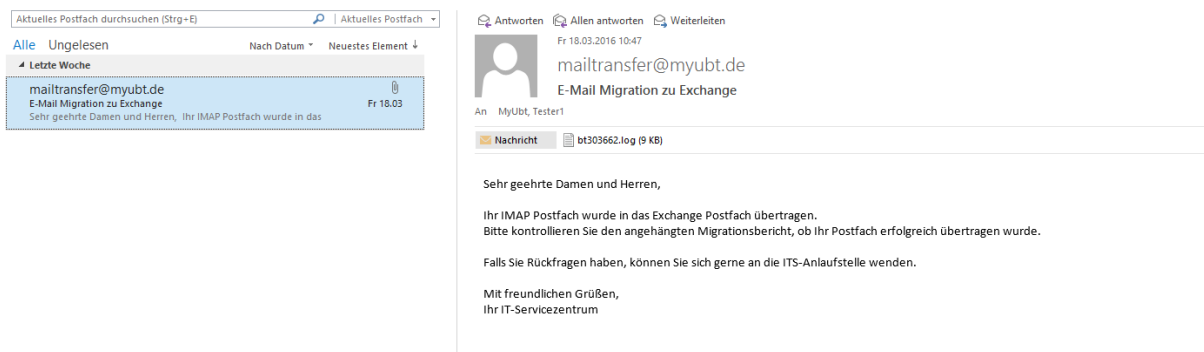 Aktuelles Postfach durchsuchen (Strg+E) Aktuelles Postfach
Alle Ungelesen Nach Datum Neuestes Element
Letzte Woche
mailtransfer@myubt.de
E-Mail Migration zu Exchange Fr 18.03
Sehr geehrte Damen und Herren, Ihr IMAP Postfach wurde in das
Antworten Allen antworten Weiterleiten
Fr 18.03.2016 10:47
mailtransfer@myubt.de
E-Mail Migration zu Exchange
An MyUbt, Tester1
Nachricht bt303662.log (9 KB)
Sehr geehrte Damen und Herren,
Ihr IMAP Postfach wurde in das Exchange Postfach übertragen.
Bitte kontrollieren Sie den angehängten Migrationsbericht, ob Ihr Postfach erfolgreich übertragen wurde.
Falls Sie Rückfragen haben, können Sie sich gerne an die ITS-Anlaufstelle wenden.
Mit freundlichen Grüßen,
Ihr IT-Servicezentrum